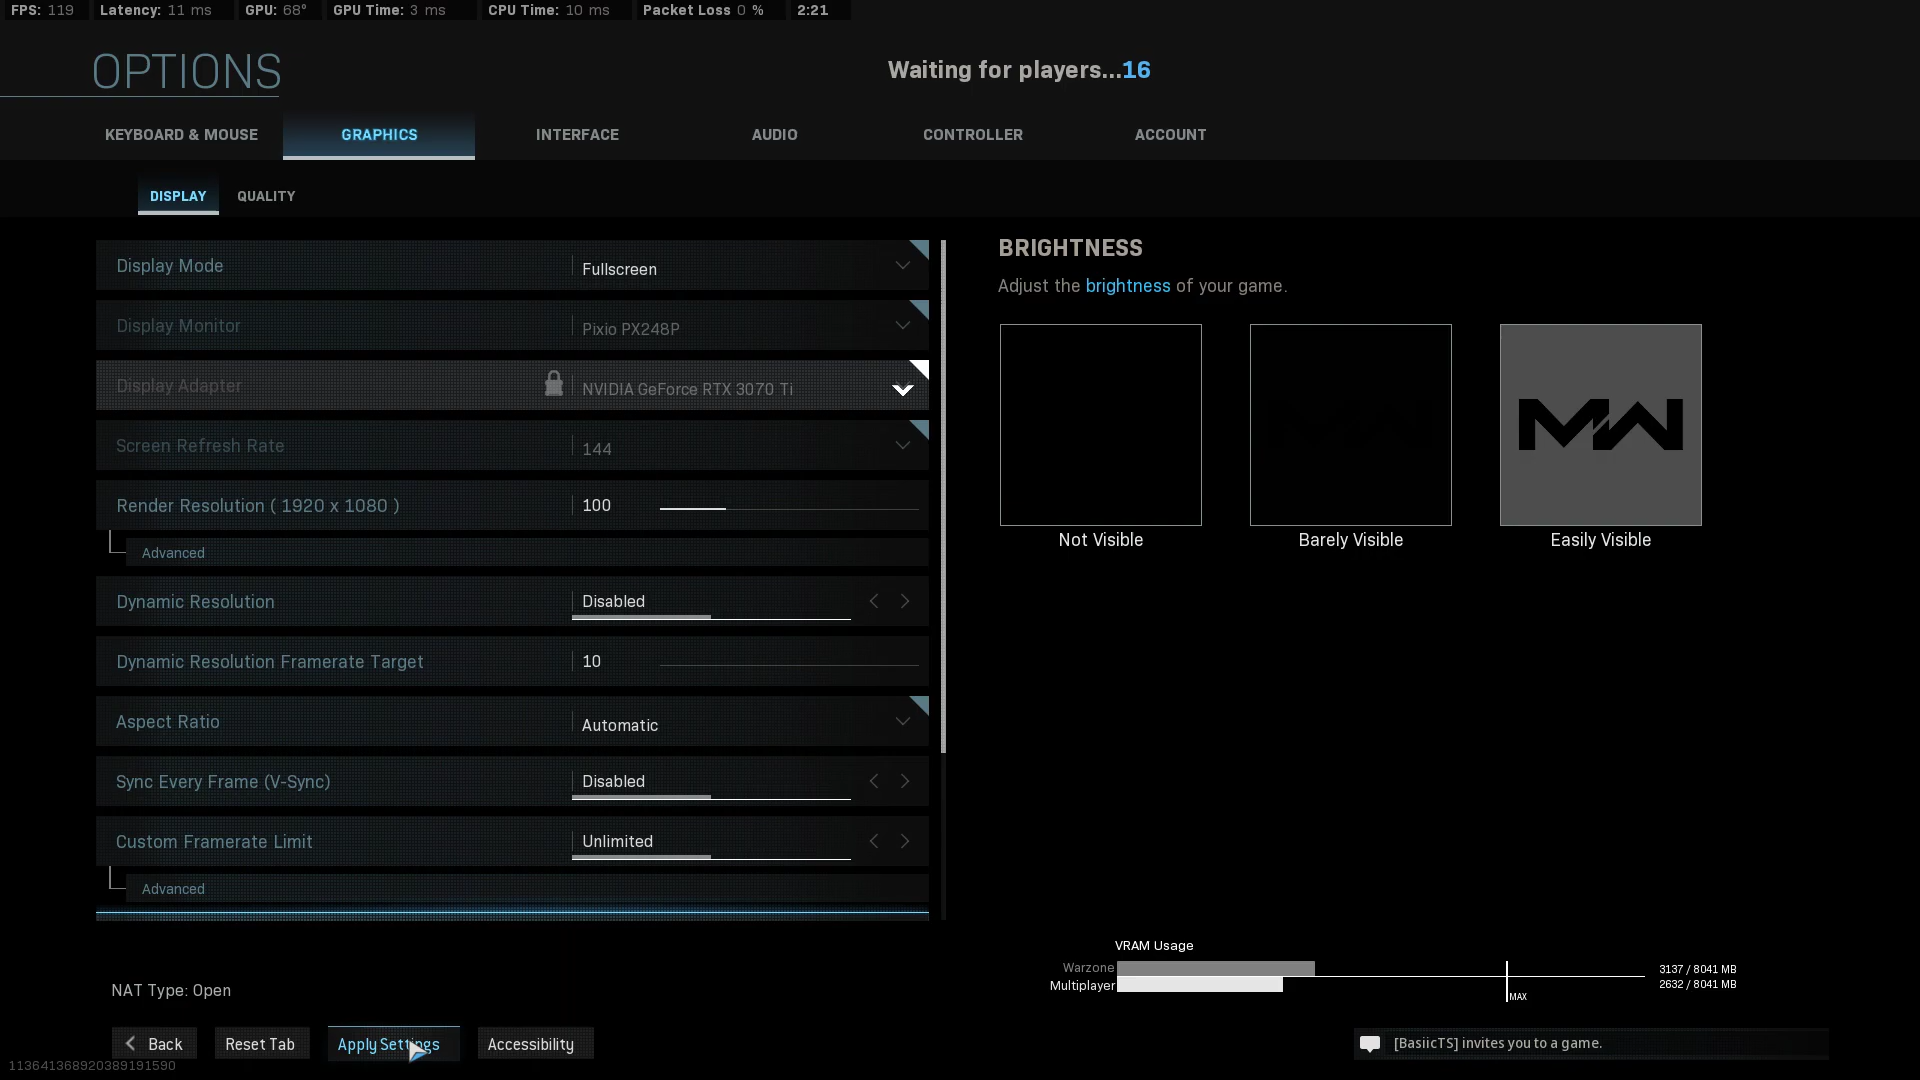 FPS: 119 Latency: 11 ms GPU: 68° GPU Time: 3 ms CPU Time: 10 ms Packet Loss 0 % 2:21
OPTIONS
Waiting for players...16
KEYBOARD & MOUSE GRAPHICS INTERFACE AUDIO CONTROLLER ACCOUNT
DISPLAY QUALITY
Display Mode Fullscreen
Display Monitor Pixio PX248P
Display Adapter NVIDIA GeForce RTX 3070 Ti
Screen Refresh Rate 144
Render Resolution ( 1920 x 1080 ) 100
Advanced
Dynamic Resolution Disabled
Dynamic Resolution Framerate Target 10
Aspect Ratio Automatic
Sync Every Frame (V-Sync) Disabled
Custom Framerate Limit Unlimited
Advanced
BRIGHTNESS
Adjust the brightness of your game.
MW
Not Visible Barely Visible Easily Visible
VRAM Usage
Warzone 3137 / 8041 MB
Multiplayer 2632 / 8041 MB
MAX
NAT Type: Open
Back Reset Tab Apply Settings Accessibility
[BasiicTS] invites you to a game.
113641368920389191590